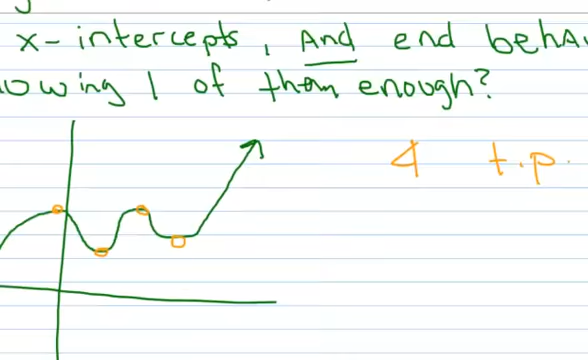 x-intercepts, And end beha
owing 1 of them enough?
4 t.p.